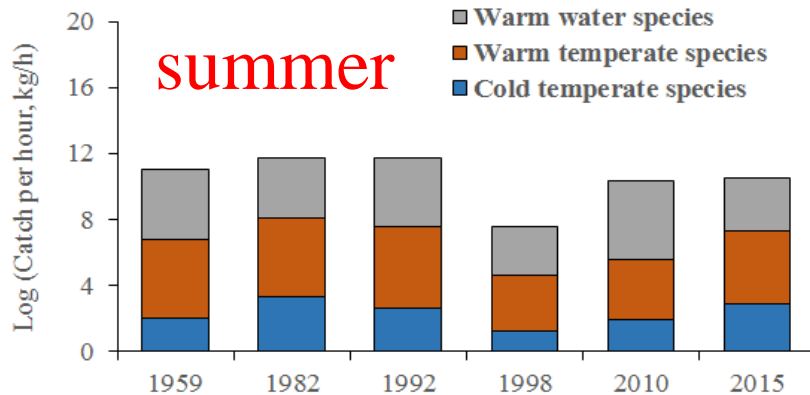 Warm water species
Warm temperate species
Cold temperate species
summer
Log (Catch per hour, kg/h)
20
16
12
8
4
0
1959 1982 1992 1998 2010 2015